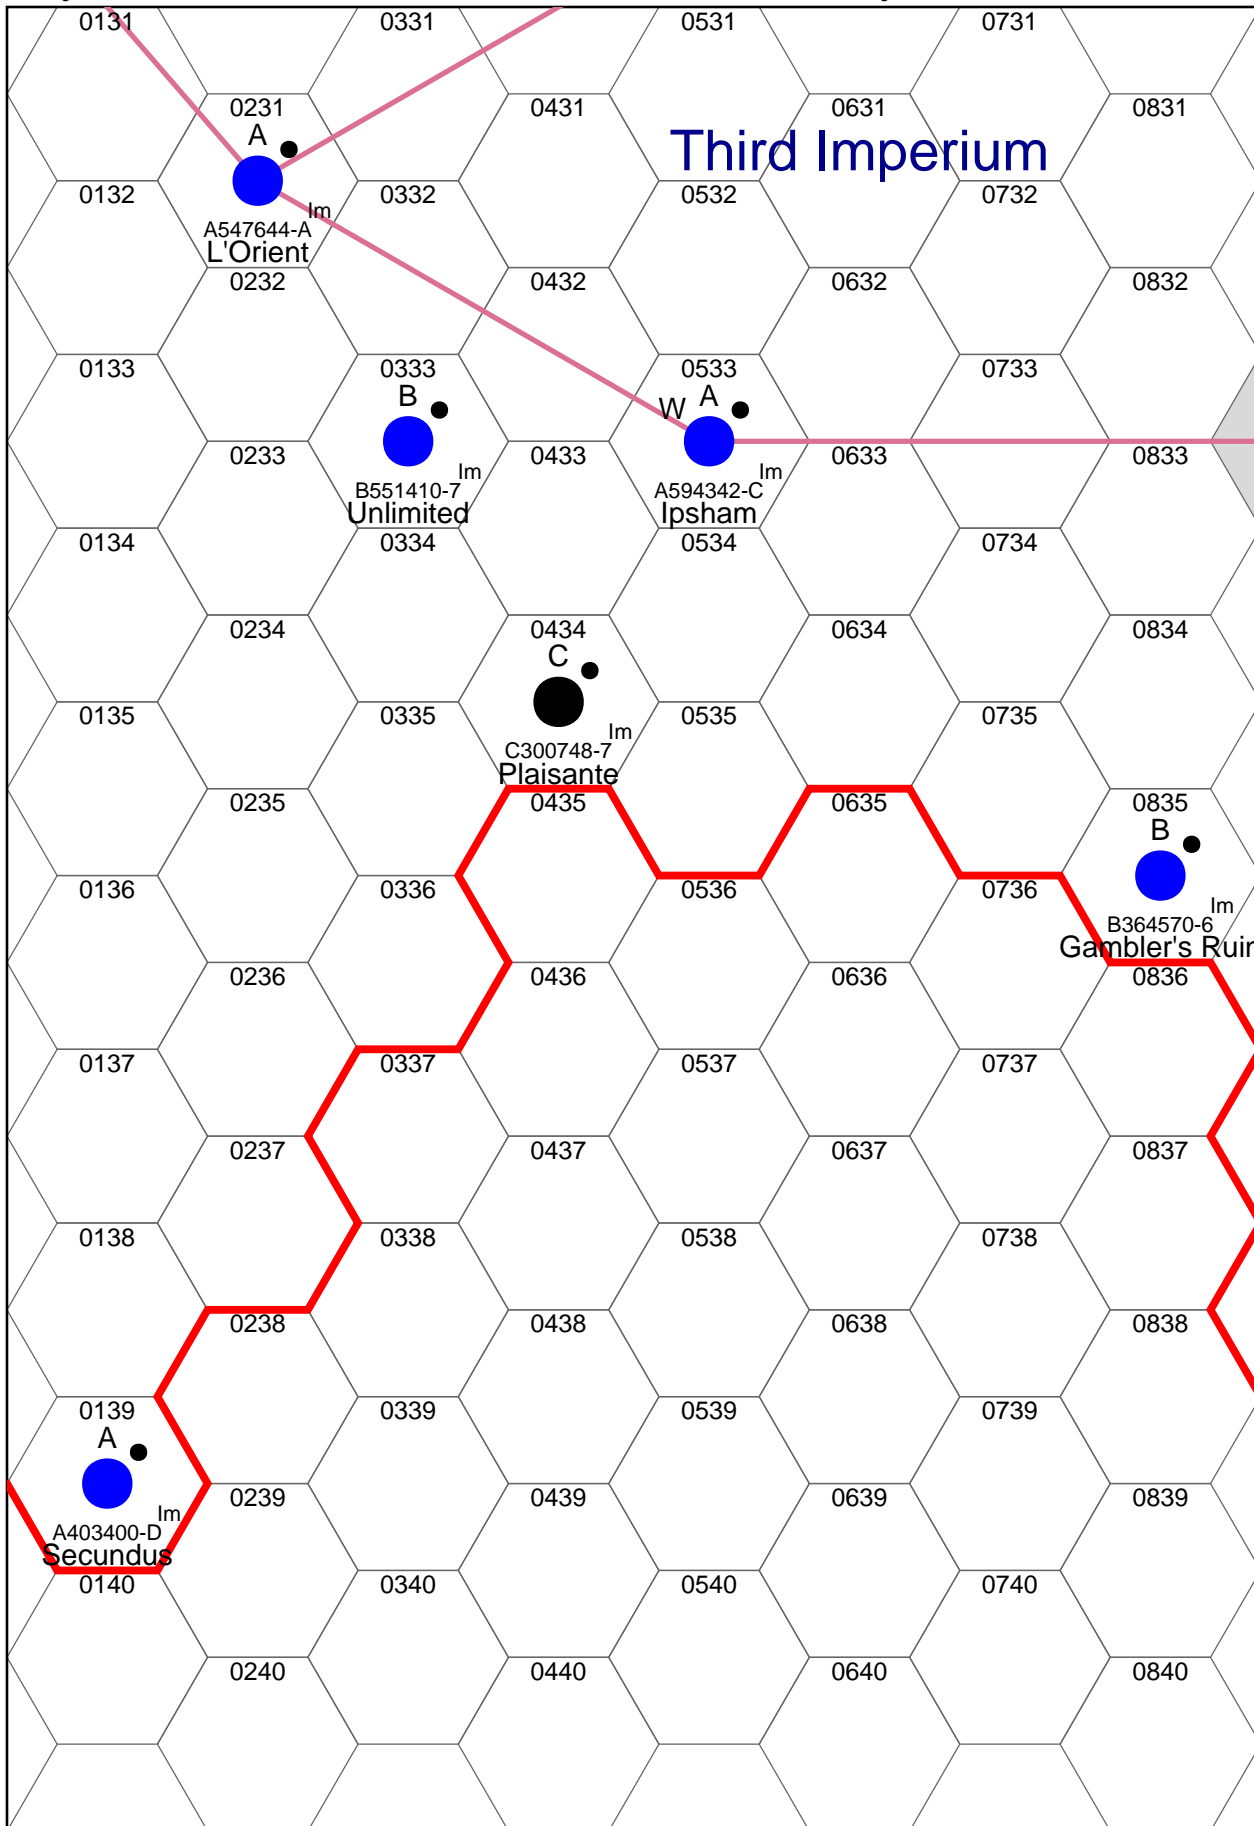 0131 0331 0531 0731
0231 0431 0631 0831
A
Third Imperium
0132 0332 0532 0732
Im
A547644-A
L'Orient
0232 0432 0632 0832
0133 0333 0533 0733
B W A
0233 0433 0633 0833
Im Im
B551410-7 A594342-C
Unlimited Ipsham
0134 0334 0534 0734
0234 0434 0634 0834
C
0135 0335 0535 0735
Im
C300748-7
Plaisante
0235 0435 0635 0835
B
0136 0336 0536 0736
Im
B364570-6
Gambler's Ruin
0236 0436 0636 0836
0137 0337 0537 0737
0237 0437 0637 0837
0138 0338 0538 0738
0238 0438 0638 0838
0139 0339 0539 0739
A
0239 0439 0639 0839
Im
A403400-D
Secundus
0140 0340 0540 0740
0240 0440 0640 0840